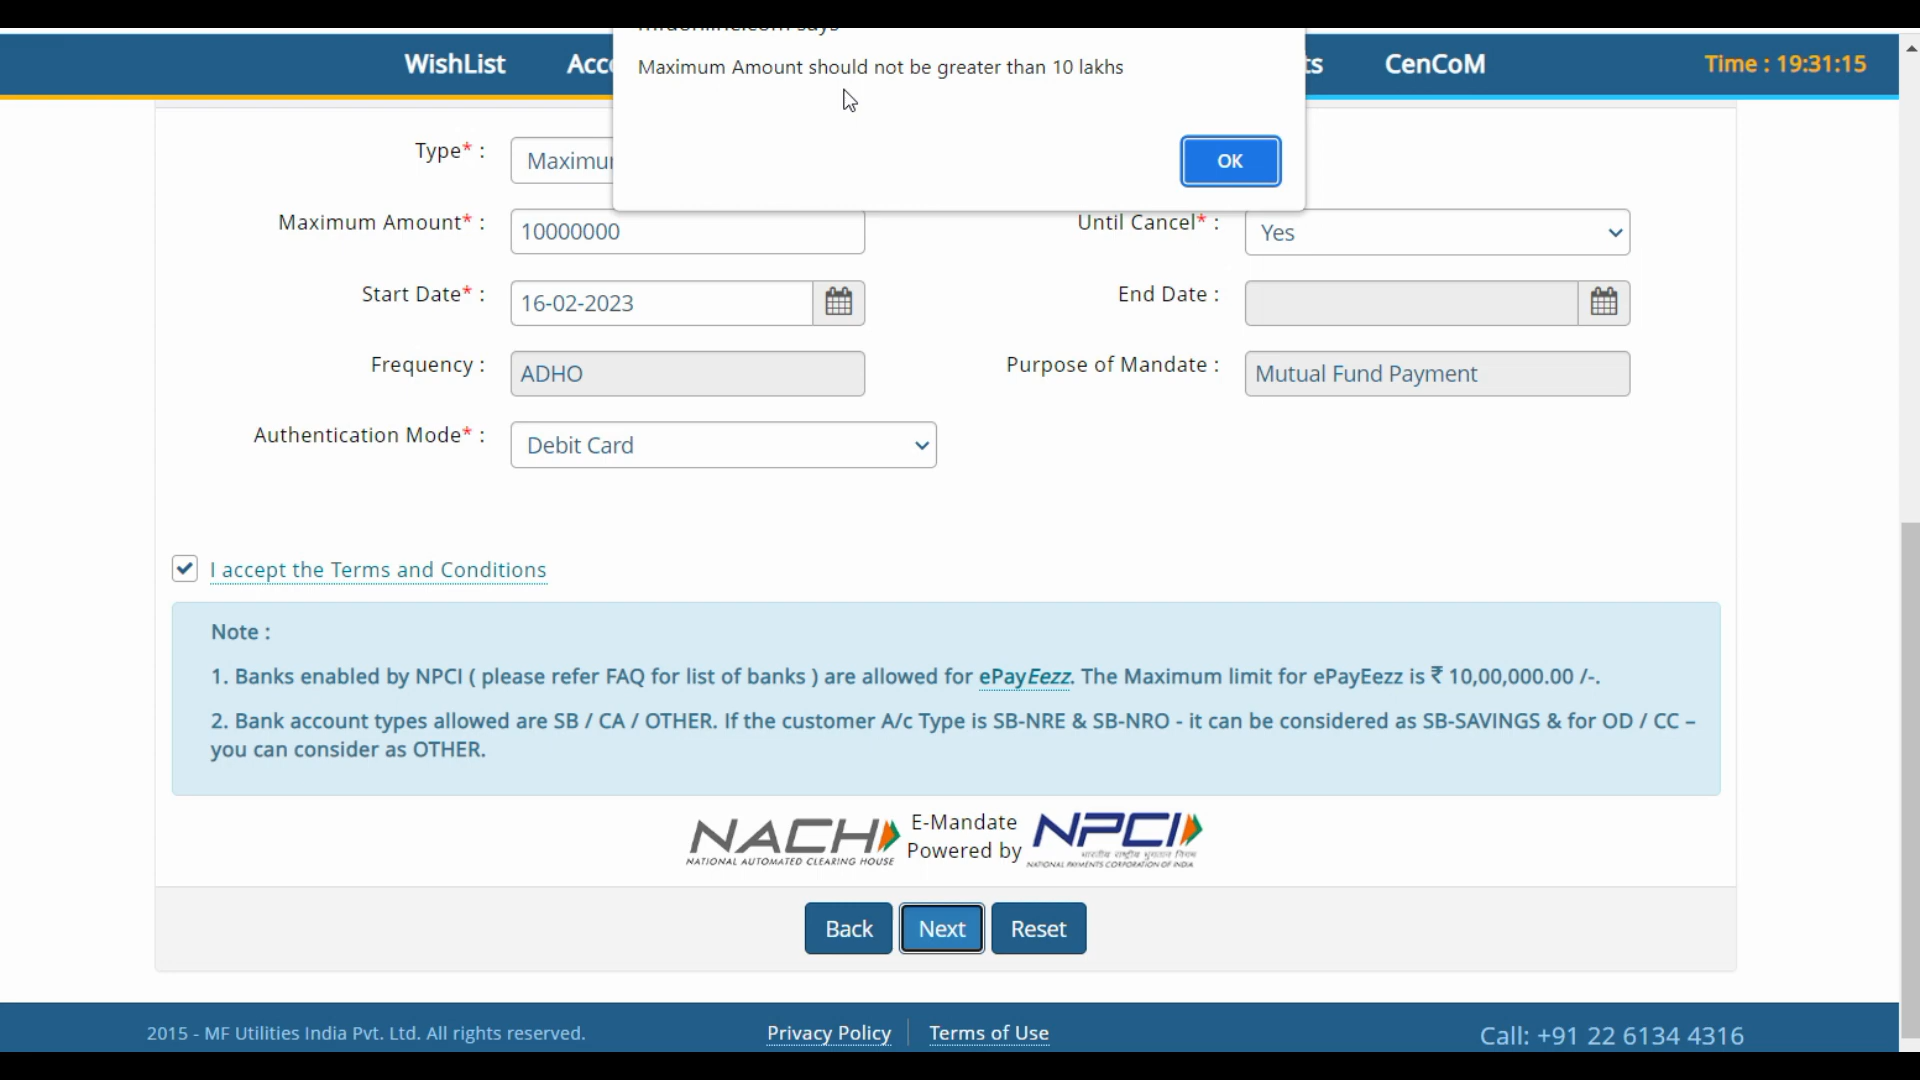 Maximum Amount should not be greater than 10 lakhs
OK
WishList
CenCoM
Time : 19:31:15
Type* :
Maximum Amount* : 10000000
Until Cancel* : Yes
Start Date* : 16-02-2023
End Date :
Frequency : ADHO
Purpose of Mandate : Mutual Fund Payment
Authentication Mode* : Debit Card
I accept the Terms and Conditions
Note :
1. Banks enabled by NPCI ( please refer FAQ for list of banks ) are allowed for ePayEezz. The Maximum limit for ePayEezz is ₹ 10,00,000.00 /-.
2. Bank account types allowed are SB / CA / OTHER. If the customer A/c Type is SB-NRE & SB-NRO - it can be considered as SB-SAVINGS & for OD / CC –
you can consider as OTHER.
NACH
NATIONAL AUTOMATED CLEARING HOUSE
E-Mandate
Powered by
NPCI
भारतीय राष्ट्रीय भुगतान निगम
NATIONAL PAYMENTS CORPORATION OF INDIA
Back Next Reset
2015 - MF Utilities India Pvt. Ltd. All rights reserved.
Privacy Policy
Terms of Use
Call: +91 22 6134 4316